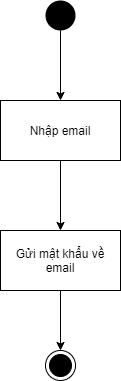 Nhập email
Gửi mật khẩu về
email